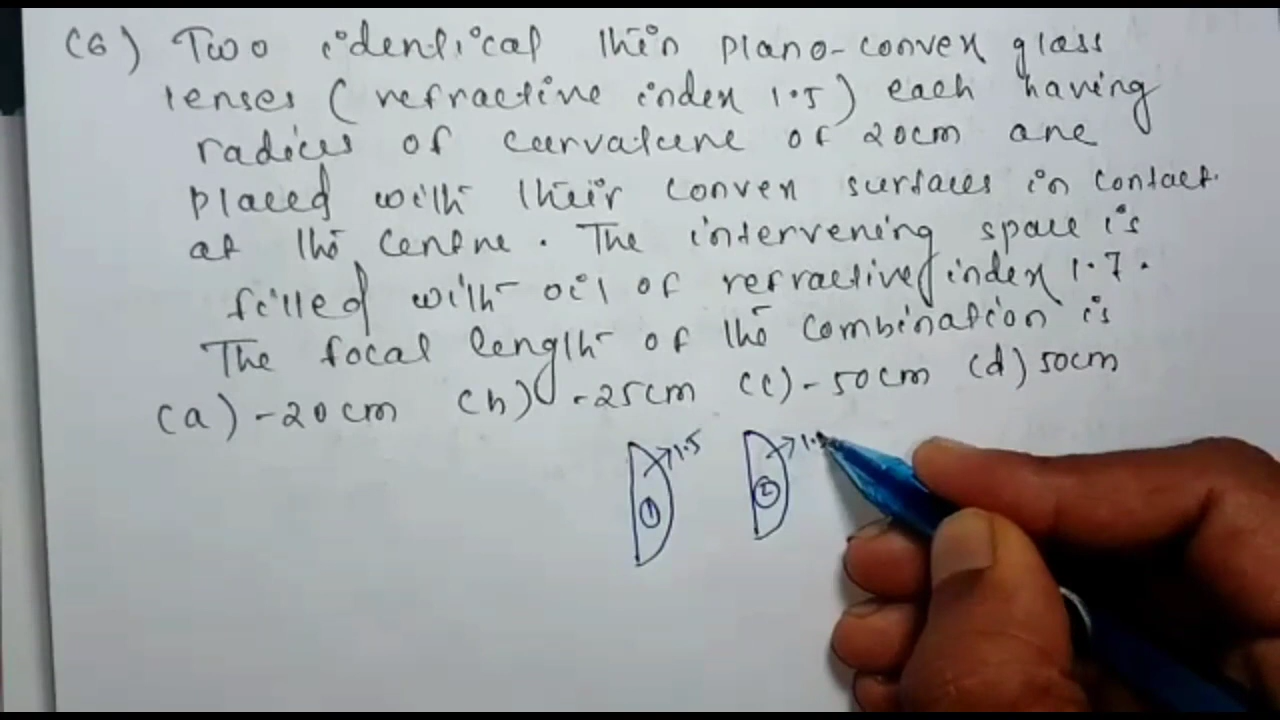 (6) Two identical thin plano-convex glass
lenses (refractive index 1.5) each having
radius of curvature of 20cm are
placed with their convex surfaces in contact
at the centre. The intervening space is
filled with oil of refractive index 1.7.
The focal length of the combination is
(a) -20cm (b) -25cm (c) -50cm (d) 50cm
1.5
① ②